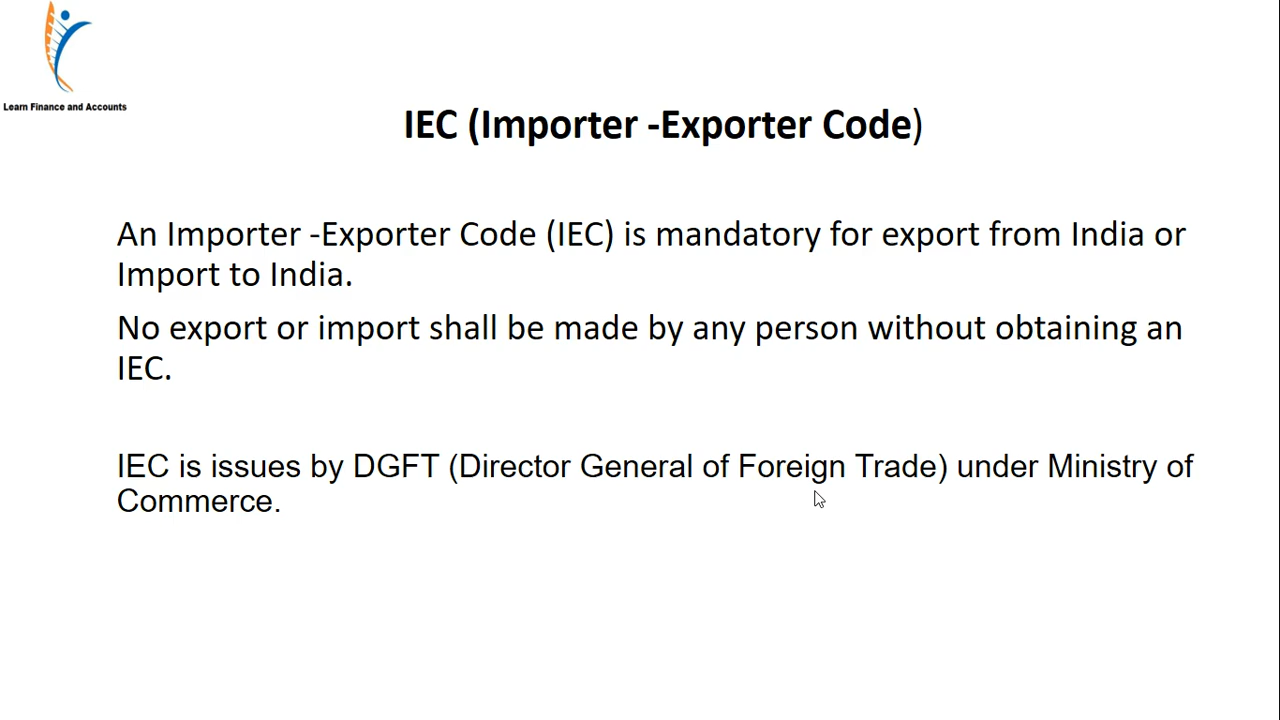 Learn Finance and Accounts
IEC (Importer -Exporter Code)
An Importer -Exporter Code (IEC) is mandatory for export from India or
Import to India.
No export or import shall be made by any person without obtaining an
IEC.
IEC is issues by DGFT (Director General of Foreign Trade) under Ministry of
Commerce.